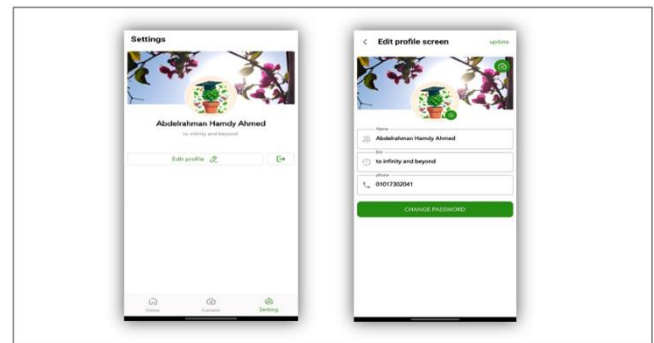 Settings
Abdelrahman Hamdy Ahmed
to infinity and beyond
Edit profile
Home
Camera
Setting
Edit profile screen
update
Name
Abdelrahman Hamdy Ahmed
bio
to infinity and beyond
phone
01017302041
CHANGE PASSWORD